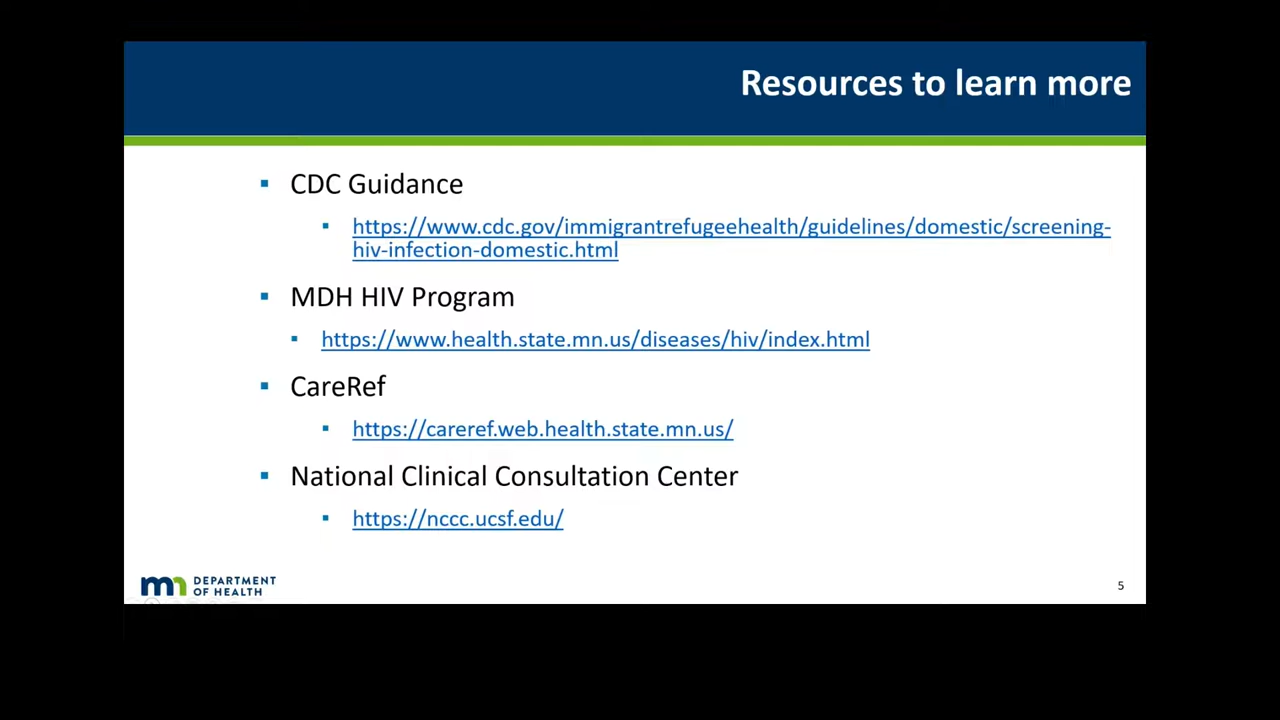 Resources to learn more
▪ CDC Guidance
▪ https://www.cdc.gov/immigrantrefugeehealth/guidelines/domestic/screening-
hiv-infection-domestic.html
▪ MDH HIV Program
▪ https://www.health.state.mn.us/diseases/hiv/index.html
▪ CareRef
▪ https://careref.web.health.state.mn.us/
▪ National Clinical Consultation Center
▪ https://nccc.ucsf.edu/
mn DEPARTMENT
OF HEALTH
5